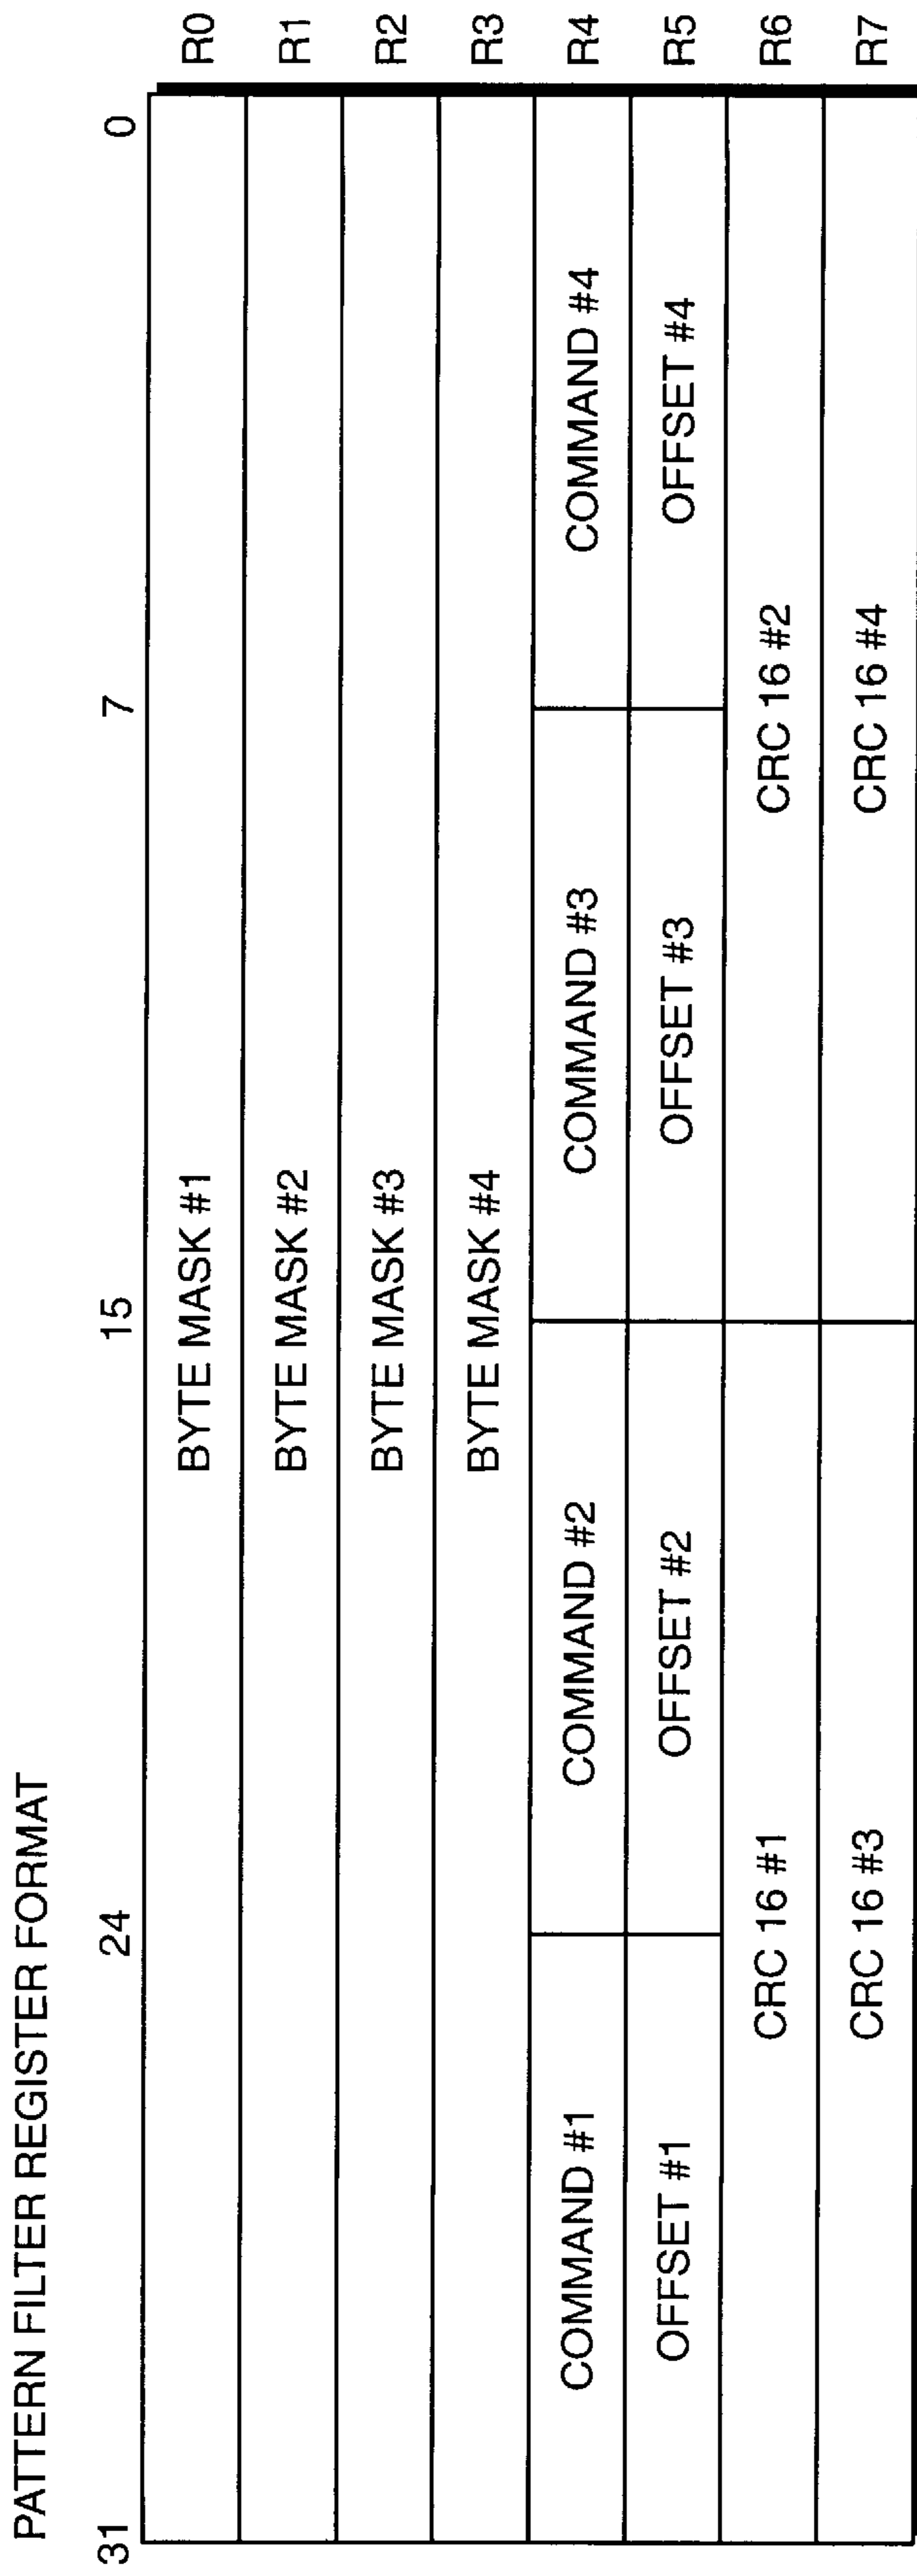 PATTERN FILTER REGISTER FORMAT
31 24 15 7 0
BYTE MASK #1 R0
BYTE MASK #2 R1
BYTE MASK #3 R2
BYTE MASK #4 R3
COMMAND #1 COMMAND #2 COMMAND #3 COMMAND #4 R4
OFFSET #1 OFFSET #2 OFFSET #3 OFFSET #4 R5
CRC 16 #1 CRC 16 #2 R6
CRC 16 #3 CRC 16 #4 R7